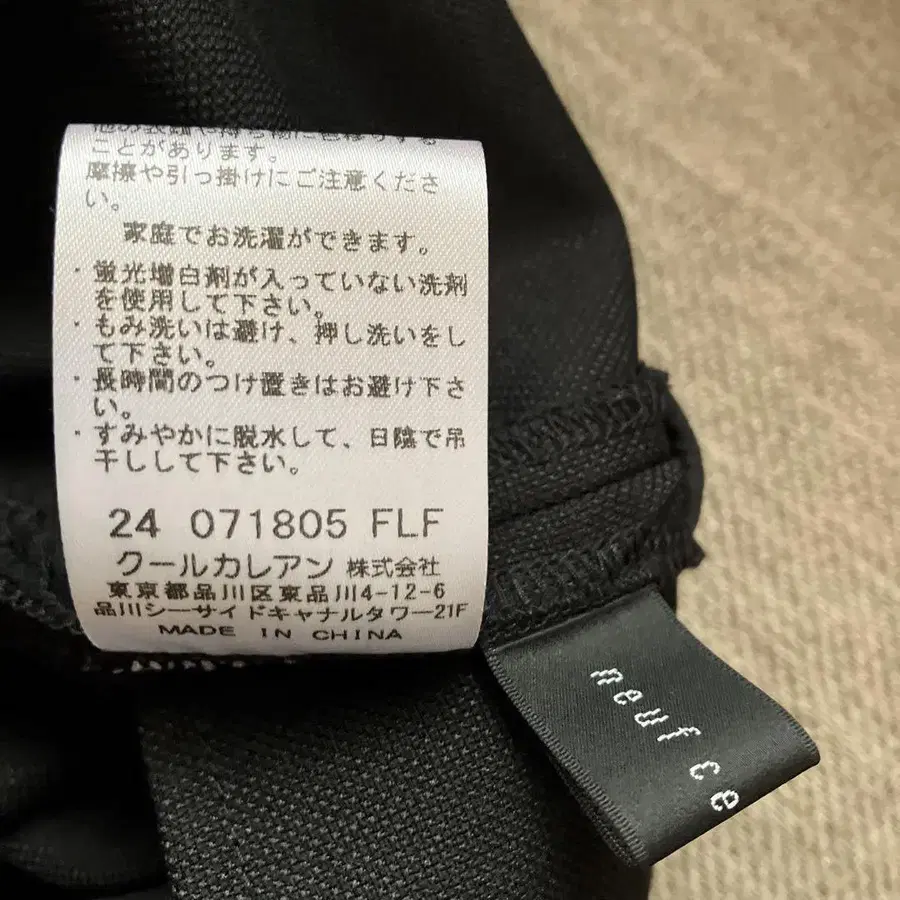 ことがあります。
摩擦や引っ掛けにご注意くださ
い。
家庭でお洗濯ができます。
・蛍光増白剤が入っていない洗剤
を使用して下さい。
・もみ洗いは避け、押し洗いをし
て下さい。
・長時間のつけ置きはお避け下さ
い。
・すみやかに脱水して、日陰で吊
干しして下さい。
24 071805 FLF
クールカレアン 株式会社
東京都品川区東品川4-12-6
品川シーサイドキャナルタワー21F
MADE IN CHINA
neuf ce